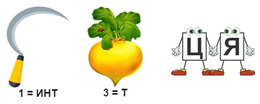 Ц Я
1 = ИНТ 3 = Т